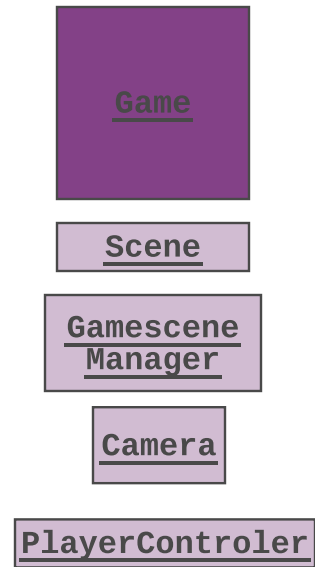 Game
Scene
Gamescene
Manager
Camera
PlayerControler